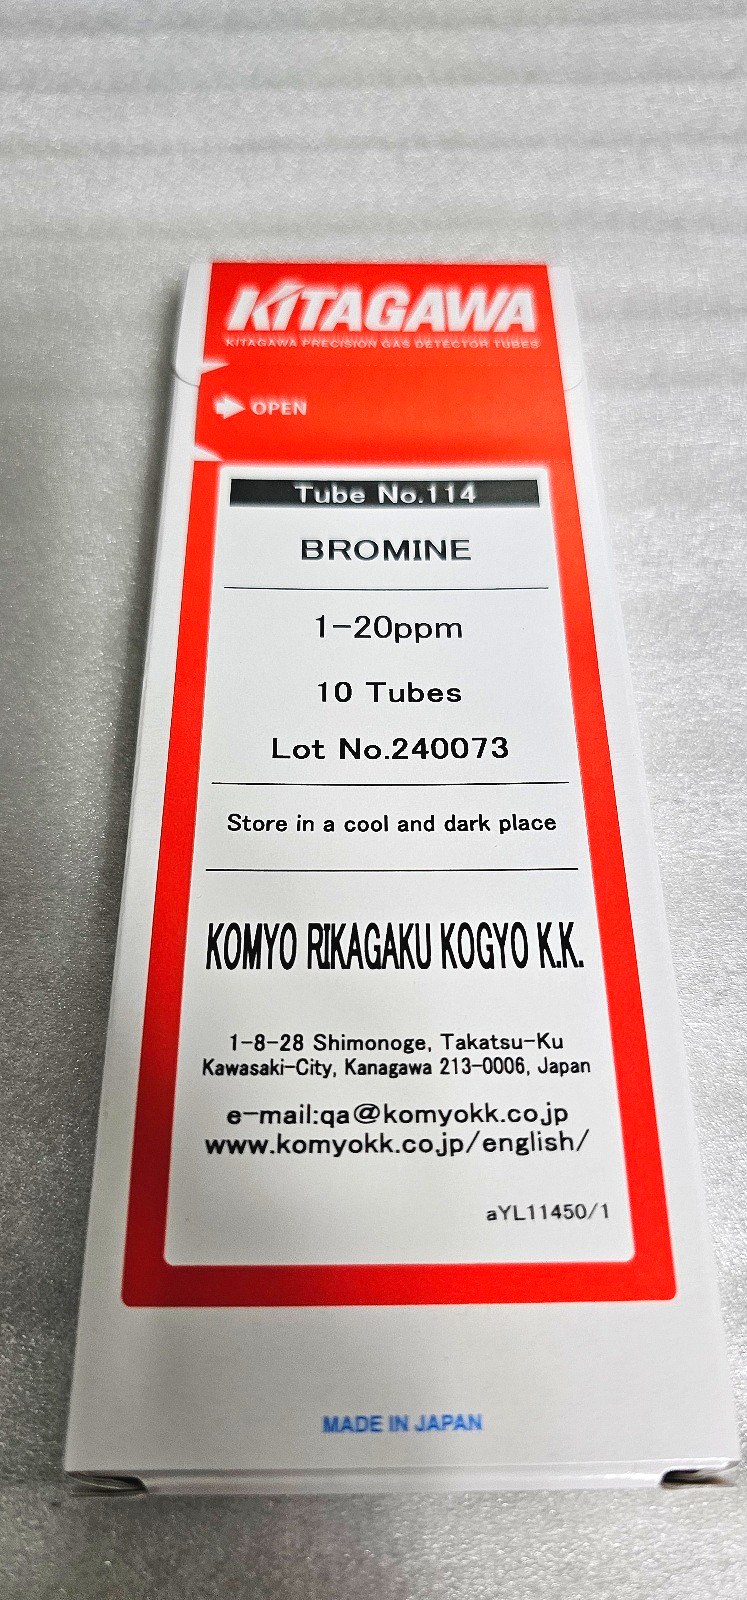 KITAGAWA
KITAGAWA PRECISION GAS DETECTOR TUBES
OPEN
Tube No.114
BROMINE
1-20ppm
10 Tubes
Lot No.240073
Store in a cool and dark place
KOMYO RIKAGAKU KOGYO K.K.
1-8-28 Shimonoge, Takatsu-Ku
Kawasaki-City, Kanagawa 213-0006, Japan
e-mail:qa@komyokk.co.jp
www.komyokk.co.jp/english/
aYL11450/1
MADE IN JAPAN